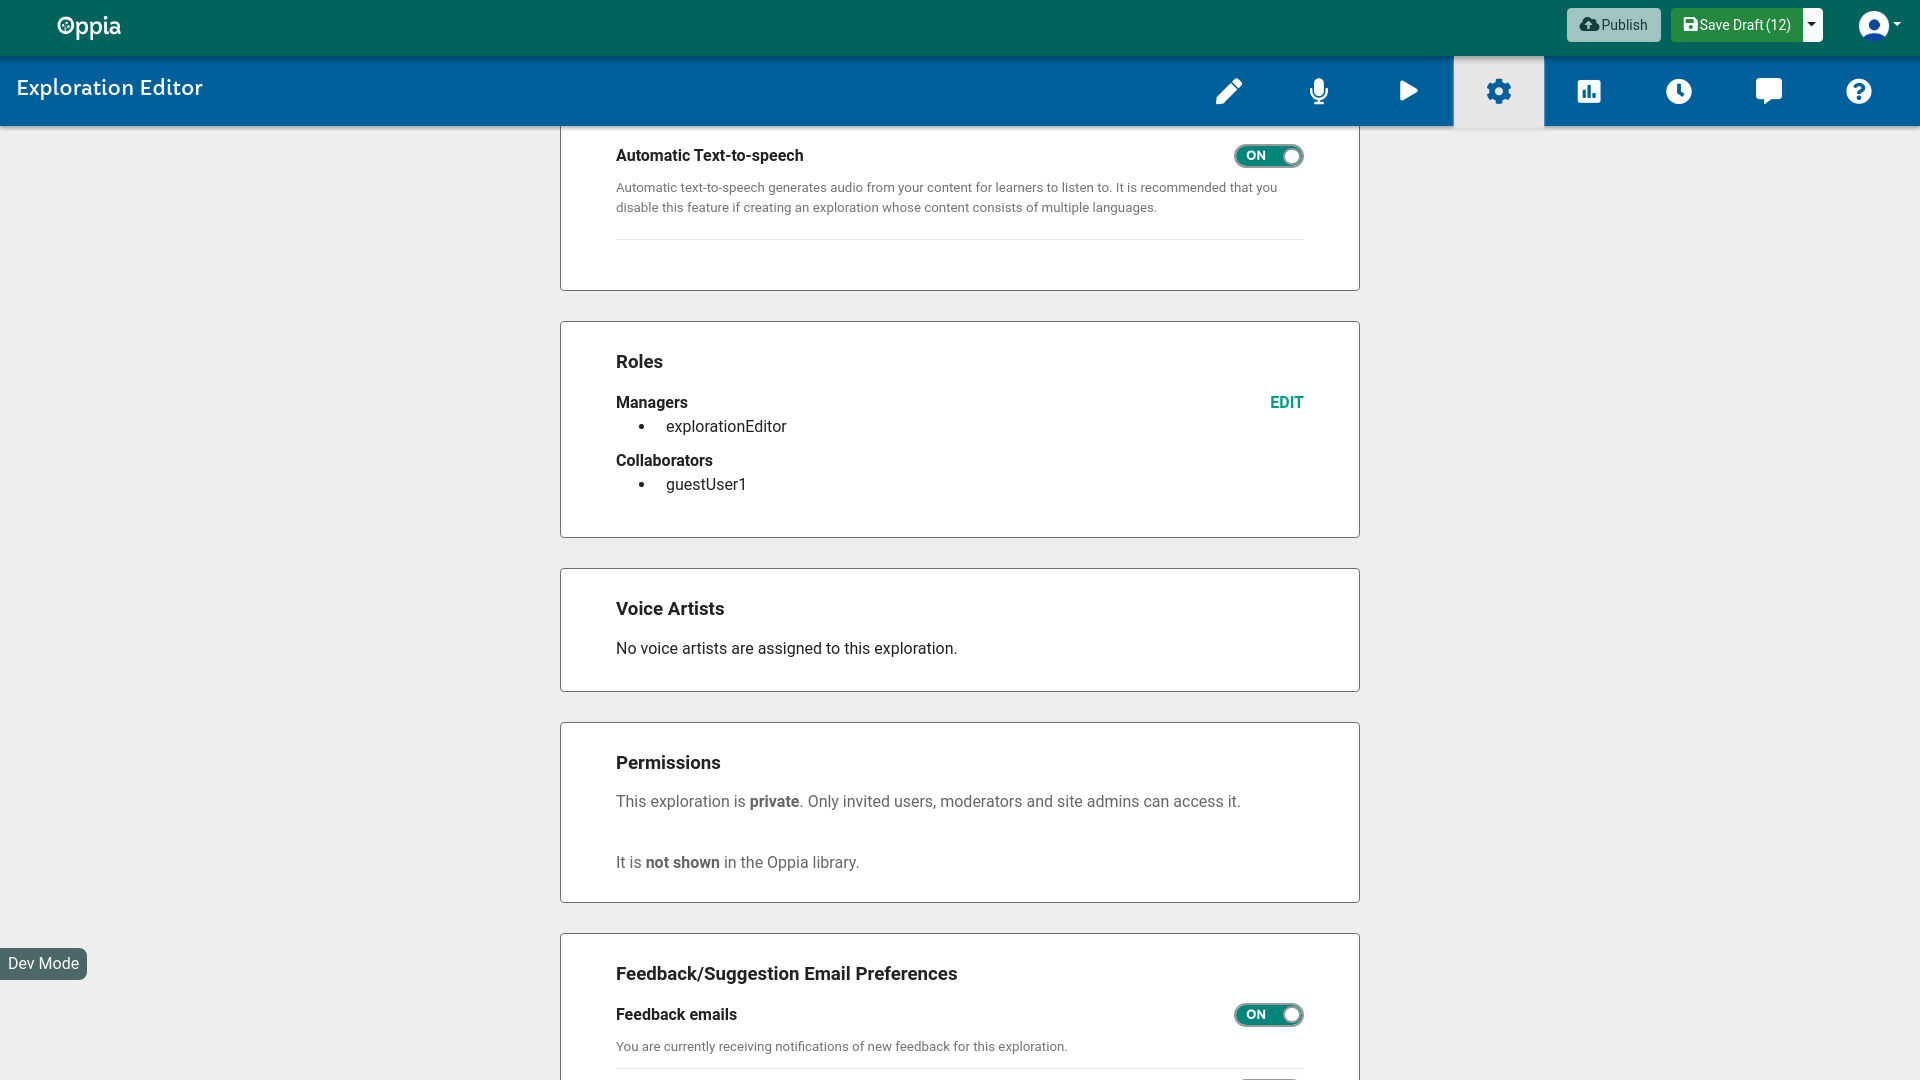 Oppia
Publish
Save Draft (12)
Exploration Editor
Automatic Text-to-speech
ON
Automatic text-to-speech generates audio from your content for learners to listen to. It is recommended that you
disable this feature if creating an exploration whose content consists of multiple languages.
Roles
Managers
EDIT
explorationEditor
Collaborators
guestUser1
Voice Artists
No voice artists are assigned to this exploration.
Permissions
This exploration is private. Only invited users, moderators and site admins can access it.
It is not shown in the Oppia library.
Dev Mode
Feedback/Suggestion Email Preferences
Feedback emails
ON
You are currently receiving notifications of new feedback for this exploration.